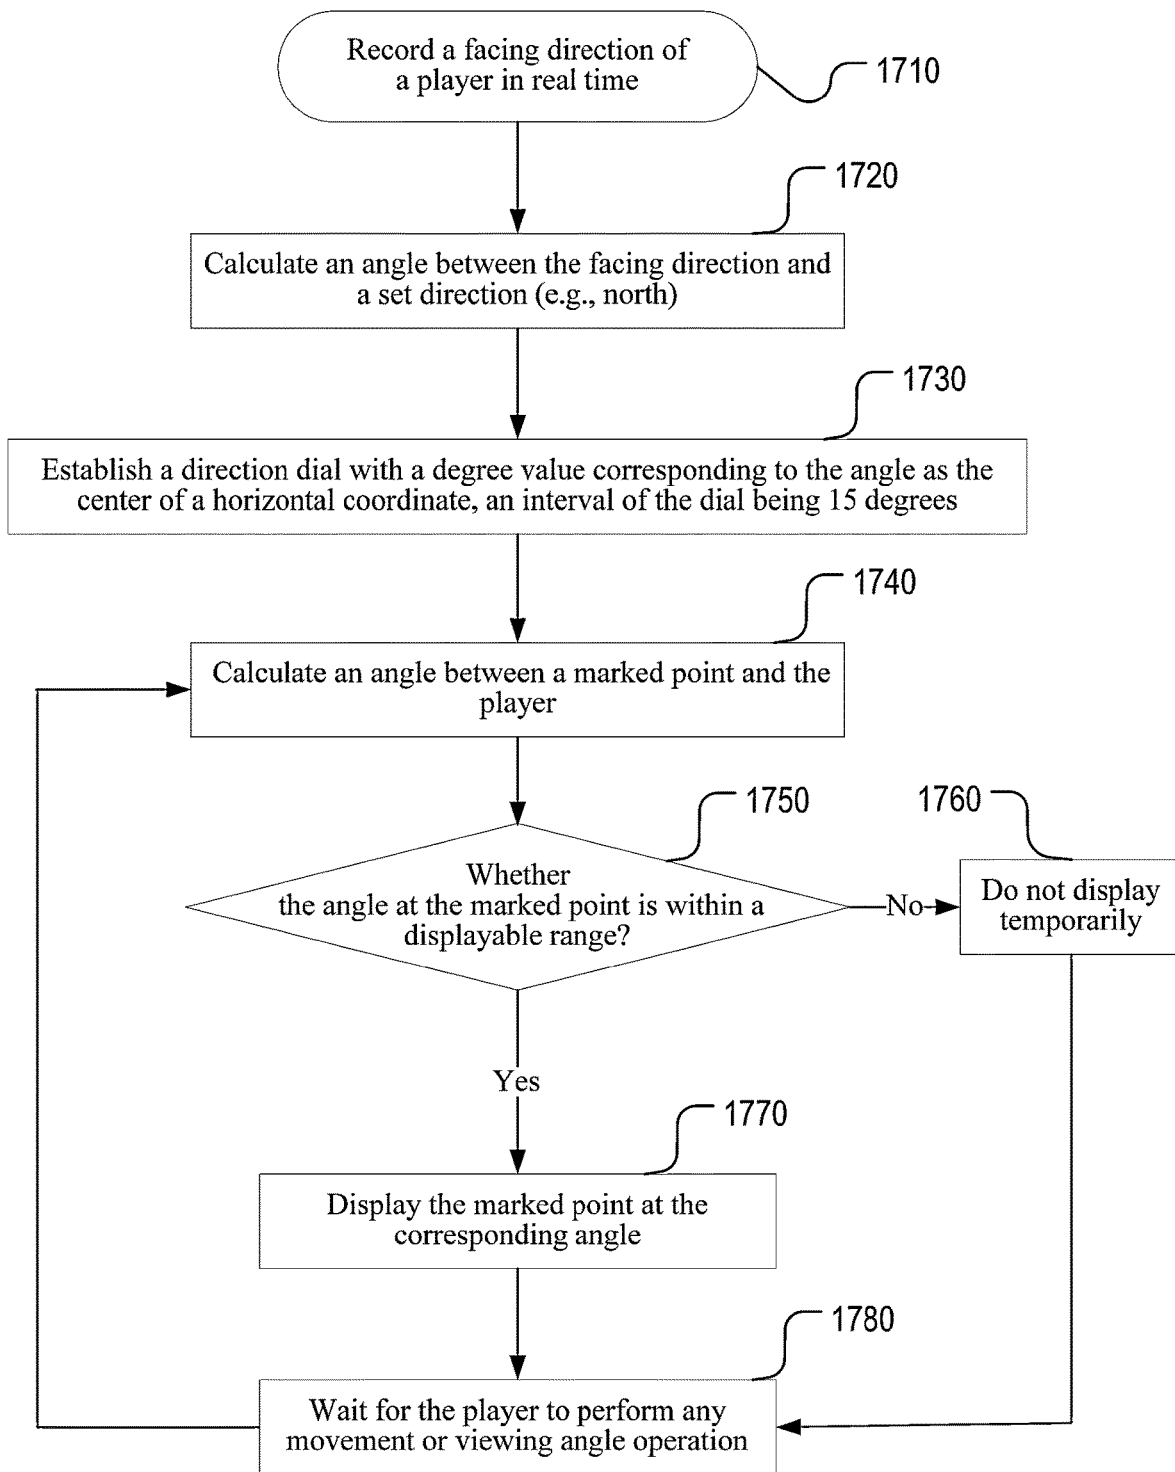 Record a facing direction of
a player in real time
1710
1720
Calculate an angle between the facing direction and
a set direction (e.g., north)
1730
Establish a direction dial with a degree value corresponding to the angle as the
center of a horizontal coordinate, an interval of the dial being 15 degrees
1740
Calculate an angle between a marked point and the
player
1750
1760
Whether
the angle at the marked point is within a
displayable range?
No
Do not display
temporarily
Yes
1770
Display the marked point at the
corresponding angle
1780
Wait for the player to perform any
movement or viewing angle operation